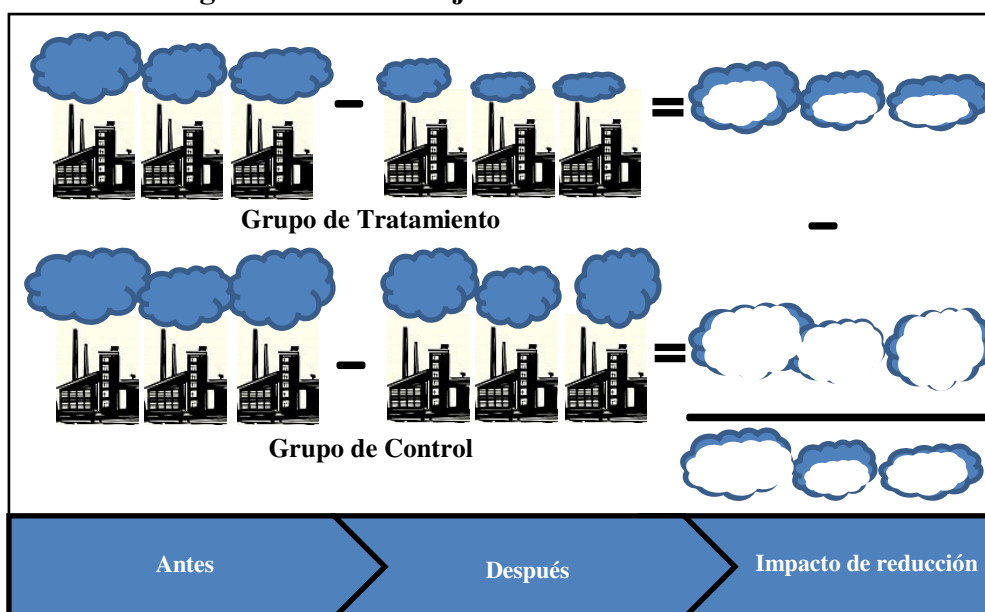 Grupo de Tratamiento
Grupo de Control
Antes
Después
Impacto de reducción